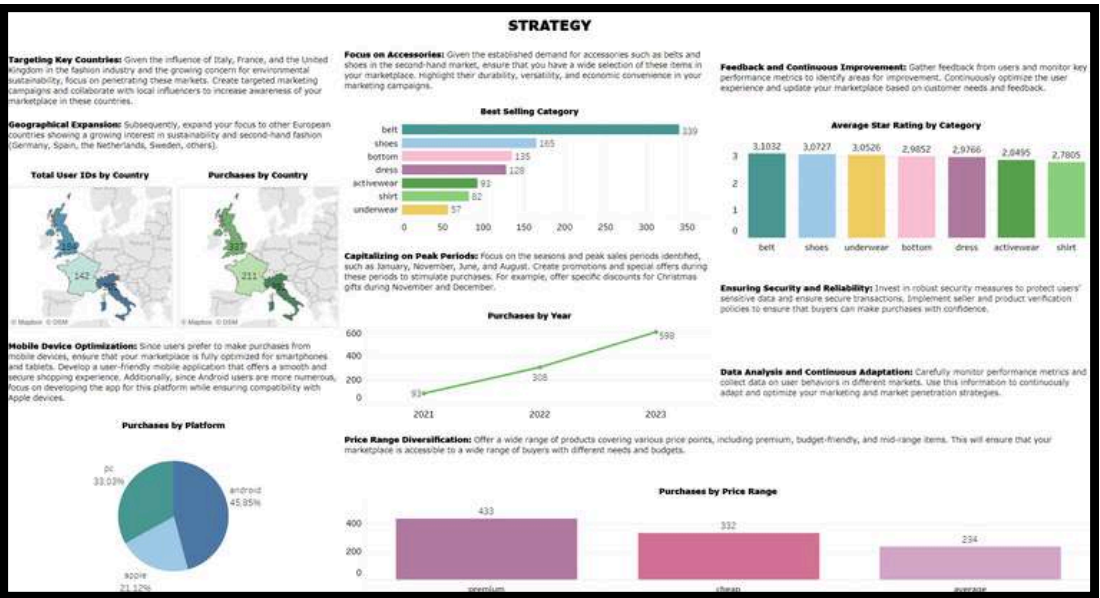 STRATEGY
Targeting Key Countries: Given the influence of Italy, France, and the United
Kingdom in the fashion industry and the growing concern for environmental
sustainability, focus on penetrating these markets. Create targeted marketing
campaigns and collaborate with local influencers to increase awareness of your
marketplace in these countries.
Geographical Expansion: Subsequently, expand your focus to other European
countries showing a growing interest in sustainability and second-hand fashion
(Germany, Spain, the Netherlands, Sweden, others).
Total User IDs by Country
142
© Mapbox © OSM
Purchases by Country
211
© Mapbox © OSM
Mobile Device Optimization: Since users prefer to make purchases from
mobile devices, ensure that your marketplace is fully optimized for smartphones
and tablets. Develop a user-friendly mobile application that offers a smooth and
secure shopping experience. Additionally, since Android users are more numerous,
focus on developing the app for this platform while ensuring compatibility with
Apple devices.
Purchases by Platform
pc
33,03%
android
45,85%
apple
21,12%
Focus on Accessories: Given the established demand for accessories such as belts and
shoes in the second-hand market, ensure that you have a wide selection of these items in
your marketplace. Highlight their durability, versatility, and economic convenience in your
marketing campaigns.
Best Selling Category
belt 339
shoes 165
bottom 135
dress 128
activewear 93
shirt 82
underwear 57
0 50 100 150 200 250 300 350
Capitalizing on Peak Periods: Focus on the seasons and peak sales periods identified,
such as January, November, June, and August. Create promotions and special offers during
these periods to stimulate purchases. For example, offer specific discounts for Christmas
gifts during November and December.
Purchases by Year
600
400
200
0
93
308
598
2021 2022 2023
Price Range Diversification: Offer a wide range of products covering various price points, including premium, budget-friendly, and mid-range items. This will ensure that your
marketplace is accessible to a wide range of buyers with different needs and budgets.
Purchases by Price Range
400
200
0
433
332
234
premium cheap average
Feedback and Continuous Improvement: Gather feedback from users and monitor key
performance metrics to identify areas for improvement. Continuously optimize the user
experience and update your marketplace based on customer needs and feedback.
Average Star Rating by Category
3
2
1
0
3,1032 3,0727 3,0526 2,9852 2,9766 2,8495 2,7805
belt shoes underwear bottom dress activewear shirt
Ensuring Security and Reliability: Invest in robust security measures to protect users'
sensitive data and ensure secure transactions. Implement seller and product verification
policies to ensure that buyers can make purchases with confidence.
Data Analysis and Continuous Adaptation: Carefully monitor performance metrics and
collect data on user behaviors in different markets. Use this information to continuously
adapt and optimize your marketing and market penetration strategies.